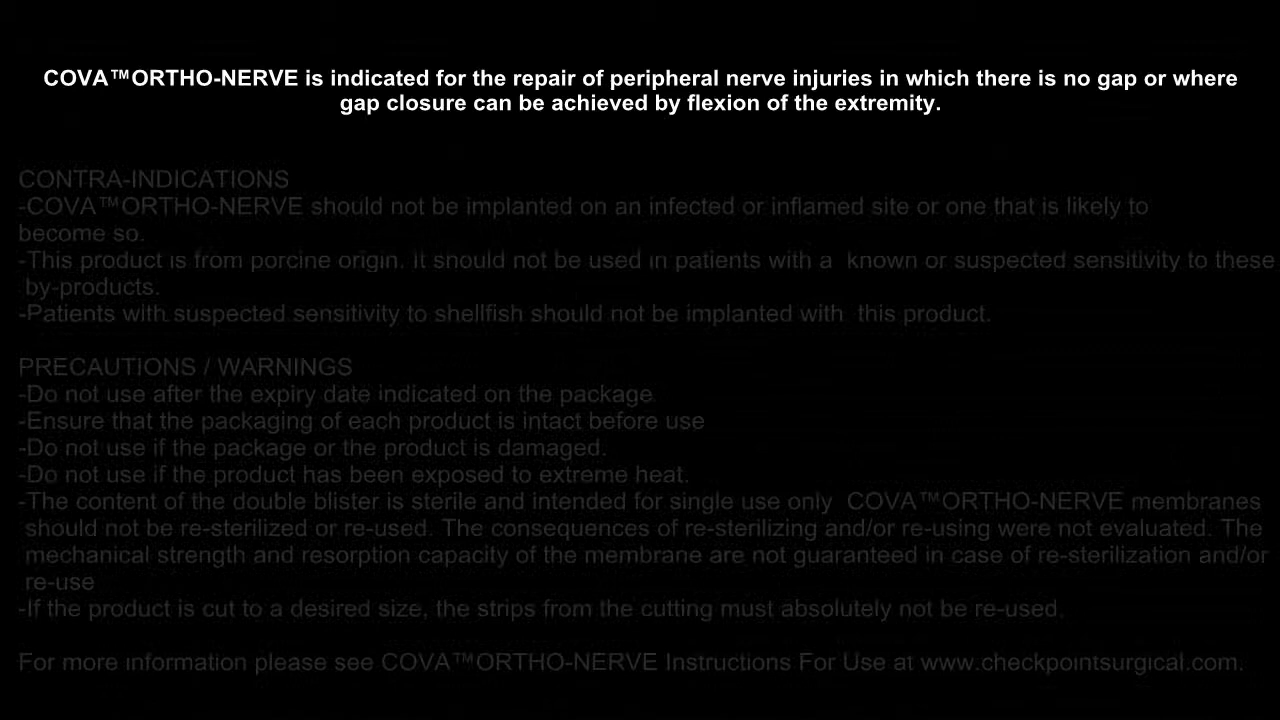 COVA™ORTHO-NERVE is indicated for the repair of peripheral nerve injuries in which there is no gap or where
gap closure can be achieved by flexion of the extremity.
CONTRA-INDICATIONS
-COVA™ORTHO-NERVE should not be implanted on an infected or inflamed site or one that is likely to
become so.
-This product is from porcine origin. It should not be used in patients with a known or suspected sensitivity to these
by-products.
-Patients with suspected sensitivity to shellfish should not be implanted with this product.
PRECAUTIONS / WARNINGS
-Do not use after the expiry date indicated on the package
-Ensure that the packaging of each product is intact before use
-Do not use if the package or the product is damaged.
-Do not use if the product has been exposed to extreme heat.
-The content of the double blister is sterile and intended for single use only COVA™ORTHO-NERVE membranes
should not be re-sterilized or re-used. The consequences of re-sterilizing and/or re-using were not evaluated. The
mechanical strength and resorption capacity of the membrane are not guaranteed in case of re-sterilization and/or
re-use
-If the product is cut to a desired size, the strips from the cutting must absolutely not be re-used.
For more information please see COVA™ORTHO-NERVE Instructions For Use at www.checkpointsurgical.com.